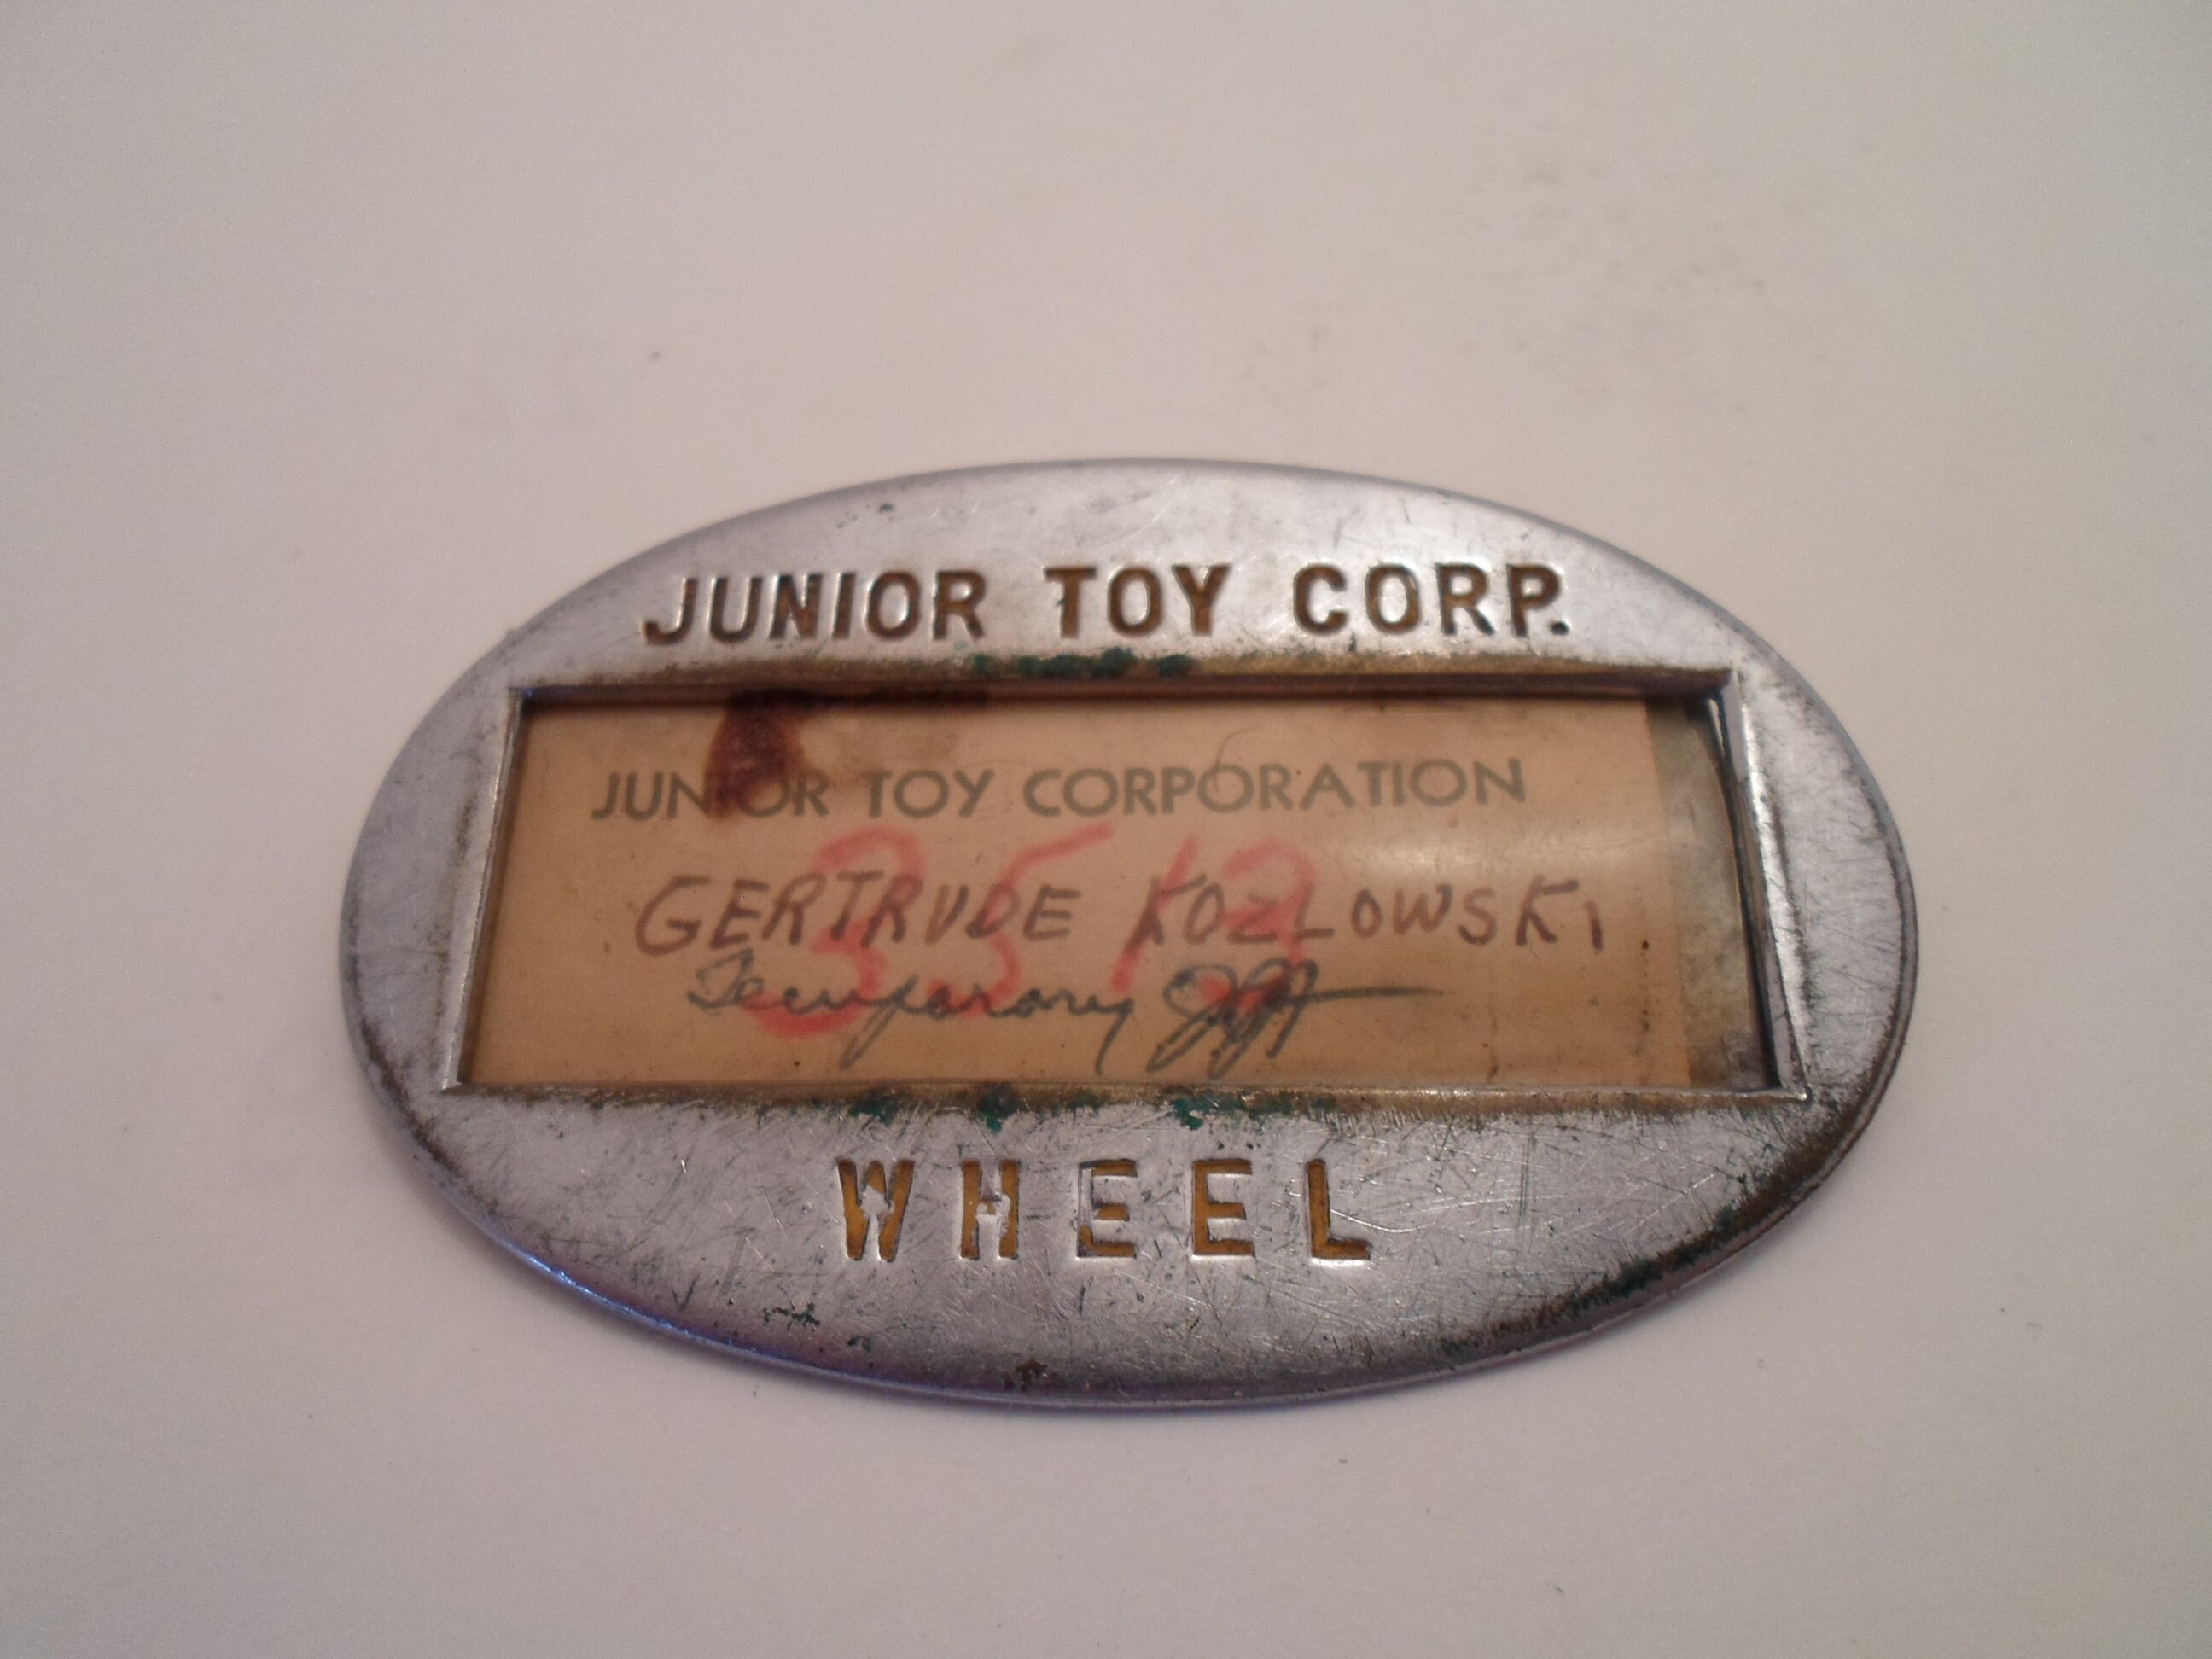 JUNIOR TOY CORP.
JUNIOR TOY CORPORATION
3513
GERTRUDE KOZLOWSKI
Temporary
WHEEL